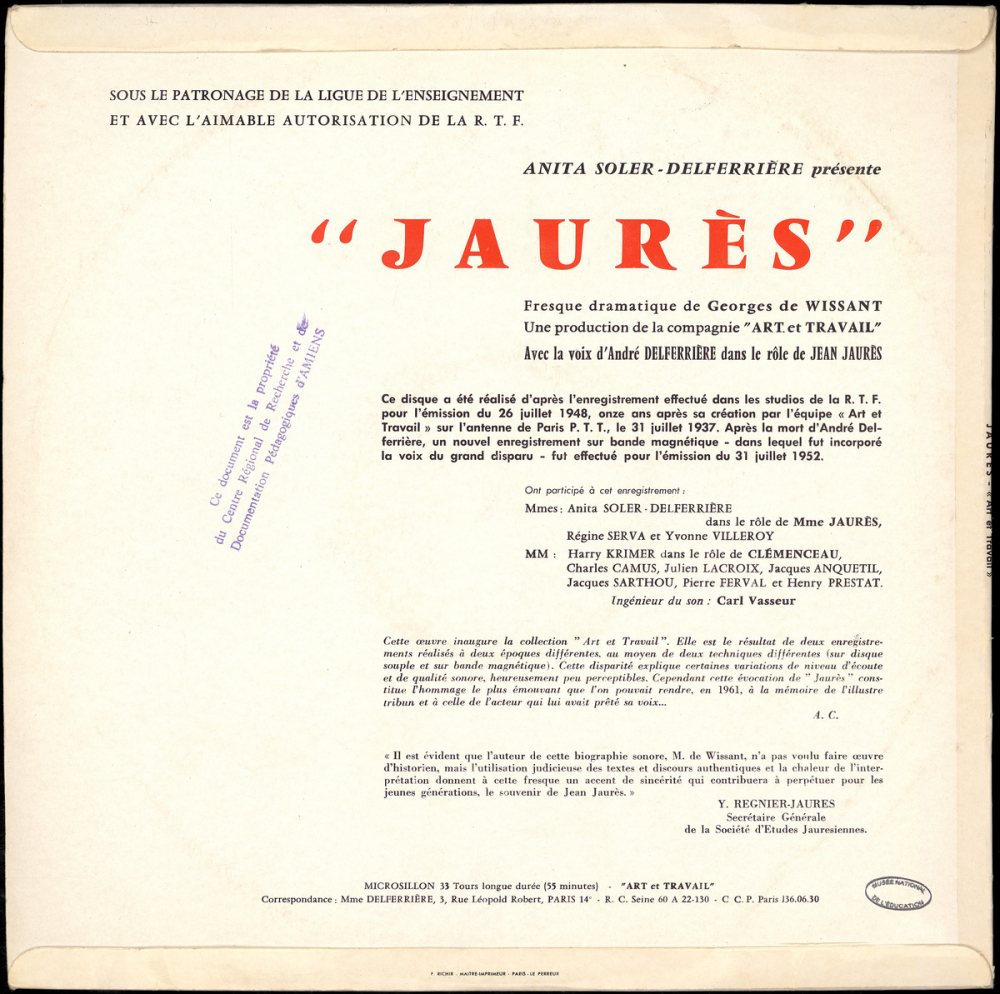 SOUS LE PATRONAGE DE LA LIGUE DE L'ENSEIGNEMENT
ET AVEC L'AIMABLE AUTORISATION DE LA R. T. F.
ANITA SOLER-DELFERRIÈRE présente
“JAURÈS”
Fresque dramatique de Georges de WISSANT
Une production de la compagnie "ART et TRAVAIL"
Avec la voix d'André DELFERRIÈRE dans le rôle de JEAN JAURÈS
Ce document est la propriété
du Centre Régional de Recherche et de
Documentation Pédagogiques d'AMIENS
Ce disque a été réalisé d'après l'enregistrement effectué dans les studios de la R. T. F.
pour l'émission du 26 juillet 1948, onze ans après sa création par l'équipe « Art et
Travail » sur l'antenne de Paris P. T. T., le 31 juillet 1937. Après la mort d'André Del-
ferrière, un nouvel enregistrement sur bande magnétique - dans lequel fut incorporé
la voix du grand disparu - fut effectué pour l'émission du 31 juillet 1952.
Ont participé à cet enregistrement :
Mmes : Anita SOLER-DELFERRIÈRE
dans le rôle de Mme JAURÈS,
Régine SERVA et Yvonne VILLEROY
MM : Harry KRIMER dans le rôle de CLÉMENCEAU,
Charles CAMUS, Julien LACROIX, Jacques ANQUETIL,
Jacques SARTHOU, Pierre FERVAL et Henry PRESTAT.
Ingénieur du son : Carl Vasseur
Cette œuvre inaugure la collection "Art et Travail". Elle est le résultat de deux enregistre-
ments réalisés à deux époques différentes, au moyen de deux techniques différentes (sur disque
souple et sur bande magnétique). Cette disparité explique certaines variations de niveau d'écoute
et de qualité sonore, heureusement peu perceptibles. Cependant cette évocation de "Jaurès" cons-
titue l'hommage le plus émouvant que l'on pouvait rendre, en 1961, à la mémoire de l'illustre
tribun et à celle de l'acteur qui lui avait prêté sa voix...
A. C.
« Il est évident que l'auteur de cette biographie sonore, M. de Wissant, n'a pas voulu faire œuvre
d'historien, mais l'utilisation judicieuse des textes et discours authentiques et la chaleur de l'inter-
prétation donnent à cette fresque un accent de sincérité qui contribuera à perpétuer pour les
jeunes générations, le souvenir de Jean Jaurès. »
Y. REGNIER-JAURES
Secrétaire Générale
de la Société d'Etudes Jauresiennes.
MICROSILLON 33 Tours longue durée (55 minutes) - "ART et TRAVAIL"
Correspondance : Mme DELFERRIÈRE, 3, Rue Léopold Robert, PARIS 14e - R. C. Seine 60 A 22-130 - C C. P. Paris 136.06.30
MUSÉE NATIONAL
DE L'ÉDUCATION
F. RICHIR - MAITRE-IMPRIMEUR - PARIS - LE PERREUX
JAURÈS - « Art et Travail »